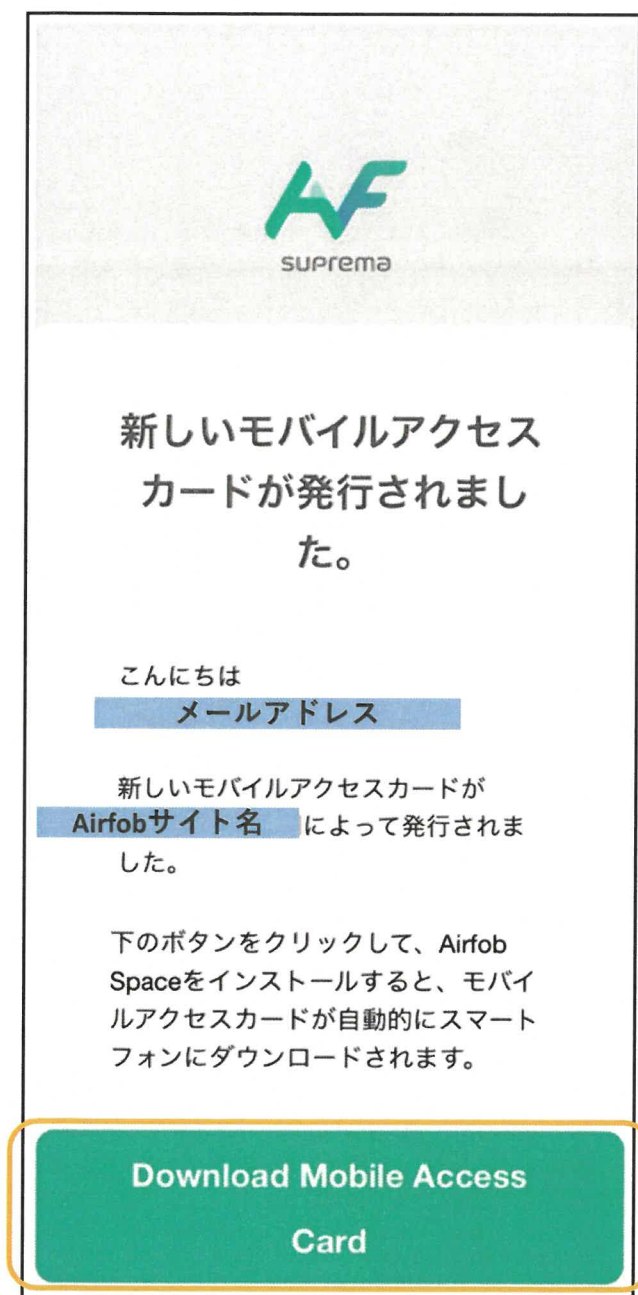 AF
suprema
新しいモバイルアクセス
カードが発行されまし
た。
こんにちは
メールアドレス
新しいモバイルアクセスカードが
Airfobサイト名 によって発行されま
した。
下のボタンをクリックして、Airfob
Spaceをインストールすると、モバイ
ルアクセスカードが自動的にスマート
フォンにダウンロードされます。
Download Mobile Access
Card